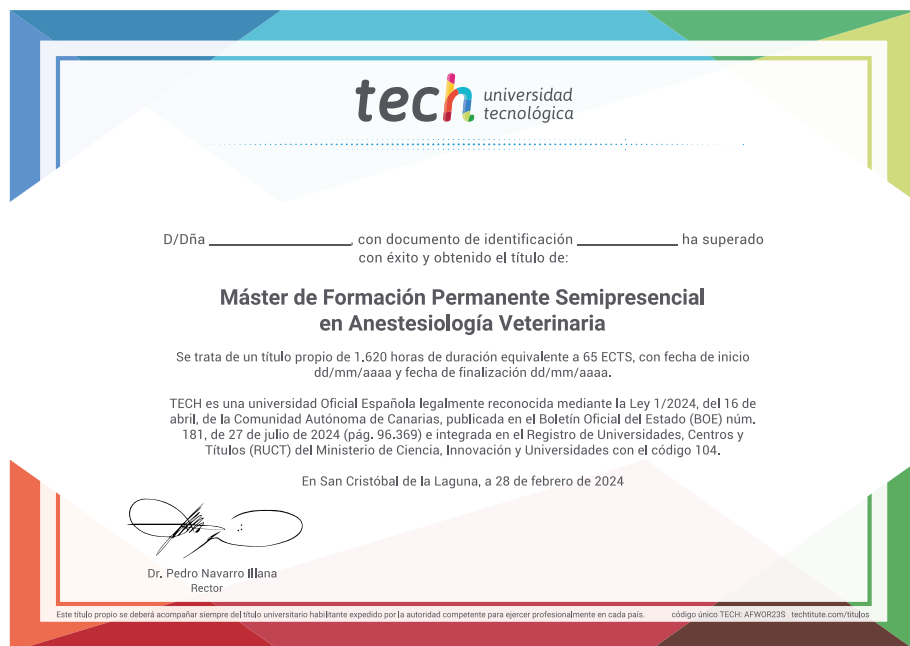 tech universidad
tecnológica
D/Dña ____________________, con documento de identificación ______________ ha superado
con éxito y obtenido el título de:
Máster de Formación Permanente Semipresencial
en Anestesiología Veterinaria
Se trata de un título propio de 1.620 horas de duración equivalente a 65 ECTS, con fecha de inicio
dd/mm/aaaa y fecha de finalización dd/mm/aaaa.
TECH es una universidad Oficial Española legalmente reconocida mediante la Ley 1/2024, del 16 de
abril, de la Comunidad Autónoma de Canarias, publicada en el Boletín Oficial del Estado (BOE) núm.
181, de 27 de julio de 2024 (pág. 96.369) e integrada en el Registro de Universidades, Centros y
Títulos (RUCT) del Ministerio de Ciencia, Innovación y Universidades con el código 104.
En San Cristóbal de la Laguna, a 28 de febrero de 2024
Dr. Pedro Navarro Illana
Rector
Este título propio se deberá acompañar siempre del título universitario habilitante expedido por la autoridad competente para ejercer profesionalmente en cada país. código único TECH: AFWOR23S techtitute.com/titulos